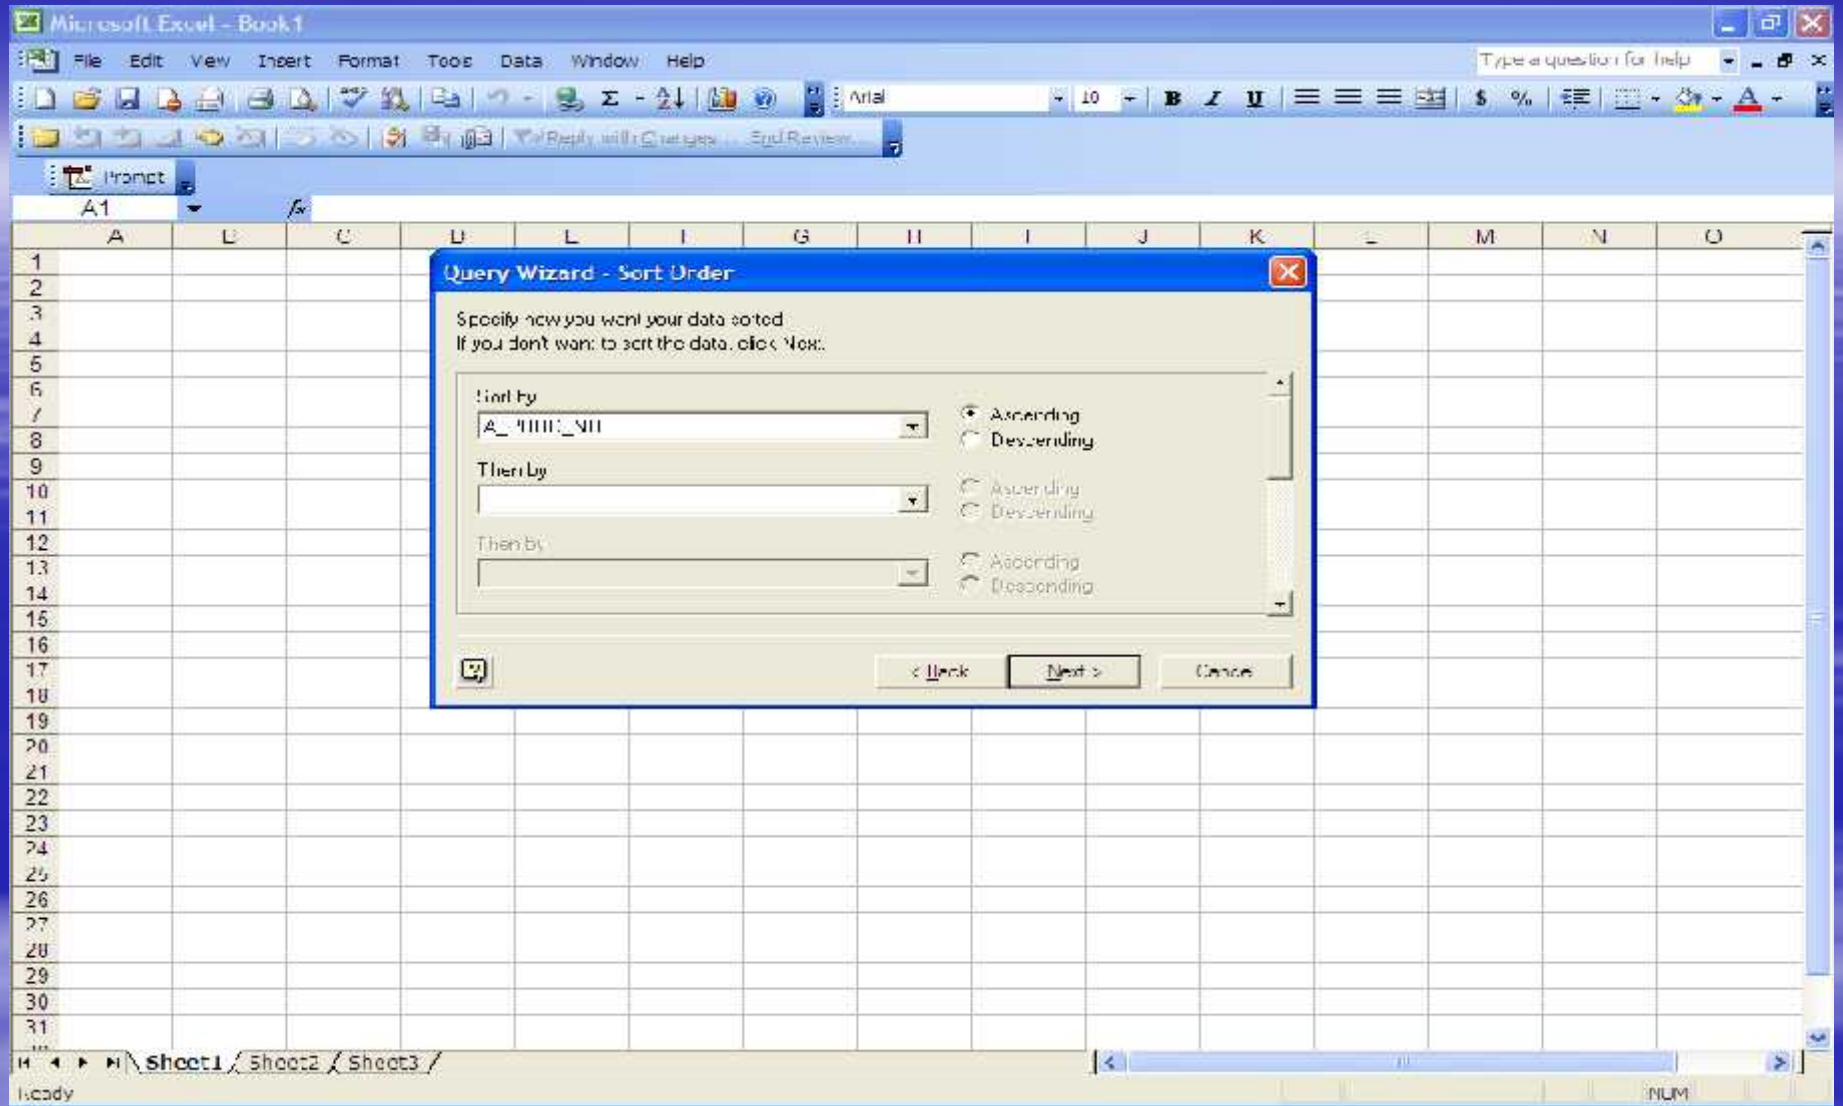 Microsoft Excel - Book1
File Edit View Insert Format Tools Data Window Help
Type a question for help
Arial 10 B I U $ %
Reply with Changes... End Review...
Prompt
A1 fx
A B C D E F G H I J K L M N O
Query Wizard - Sort Order
Specify how you want your data sorted.
If you don't want to sort the data, click Next.
Sort by
Ascending
Descending
Then by
Ascending
Descending
Then by
Ascending
Descending
< Back Next > Cancel
1
2
3
4
5
6
7
8
9
10
11
12
13
14
15
16
17
18
19
20
21
22
23
24
25
26
27
28
29
30
31
Sheet1 Sheet2 Sheet3
Ready NUM